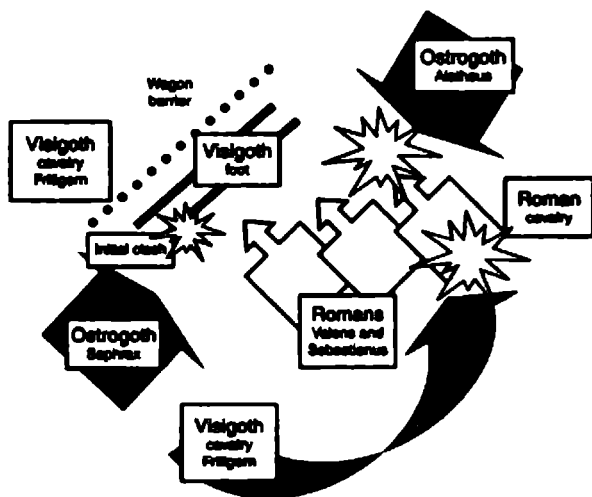 Ostrogoth
Alatheus
Wagon
barrier
Visigoth
cavalry
Fritigern
Visigoth
foot
Roman
cavalry
Initial clash
Romans
Valens and
Sebastianus
Ostrogoth
Saphrax
Visigoth
cavalry
Fritigern